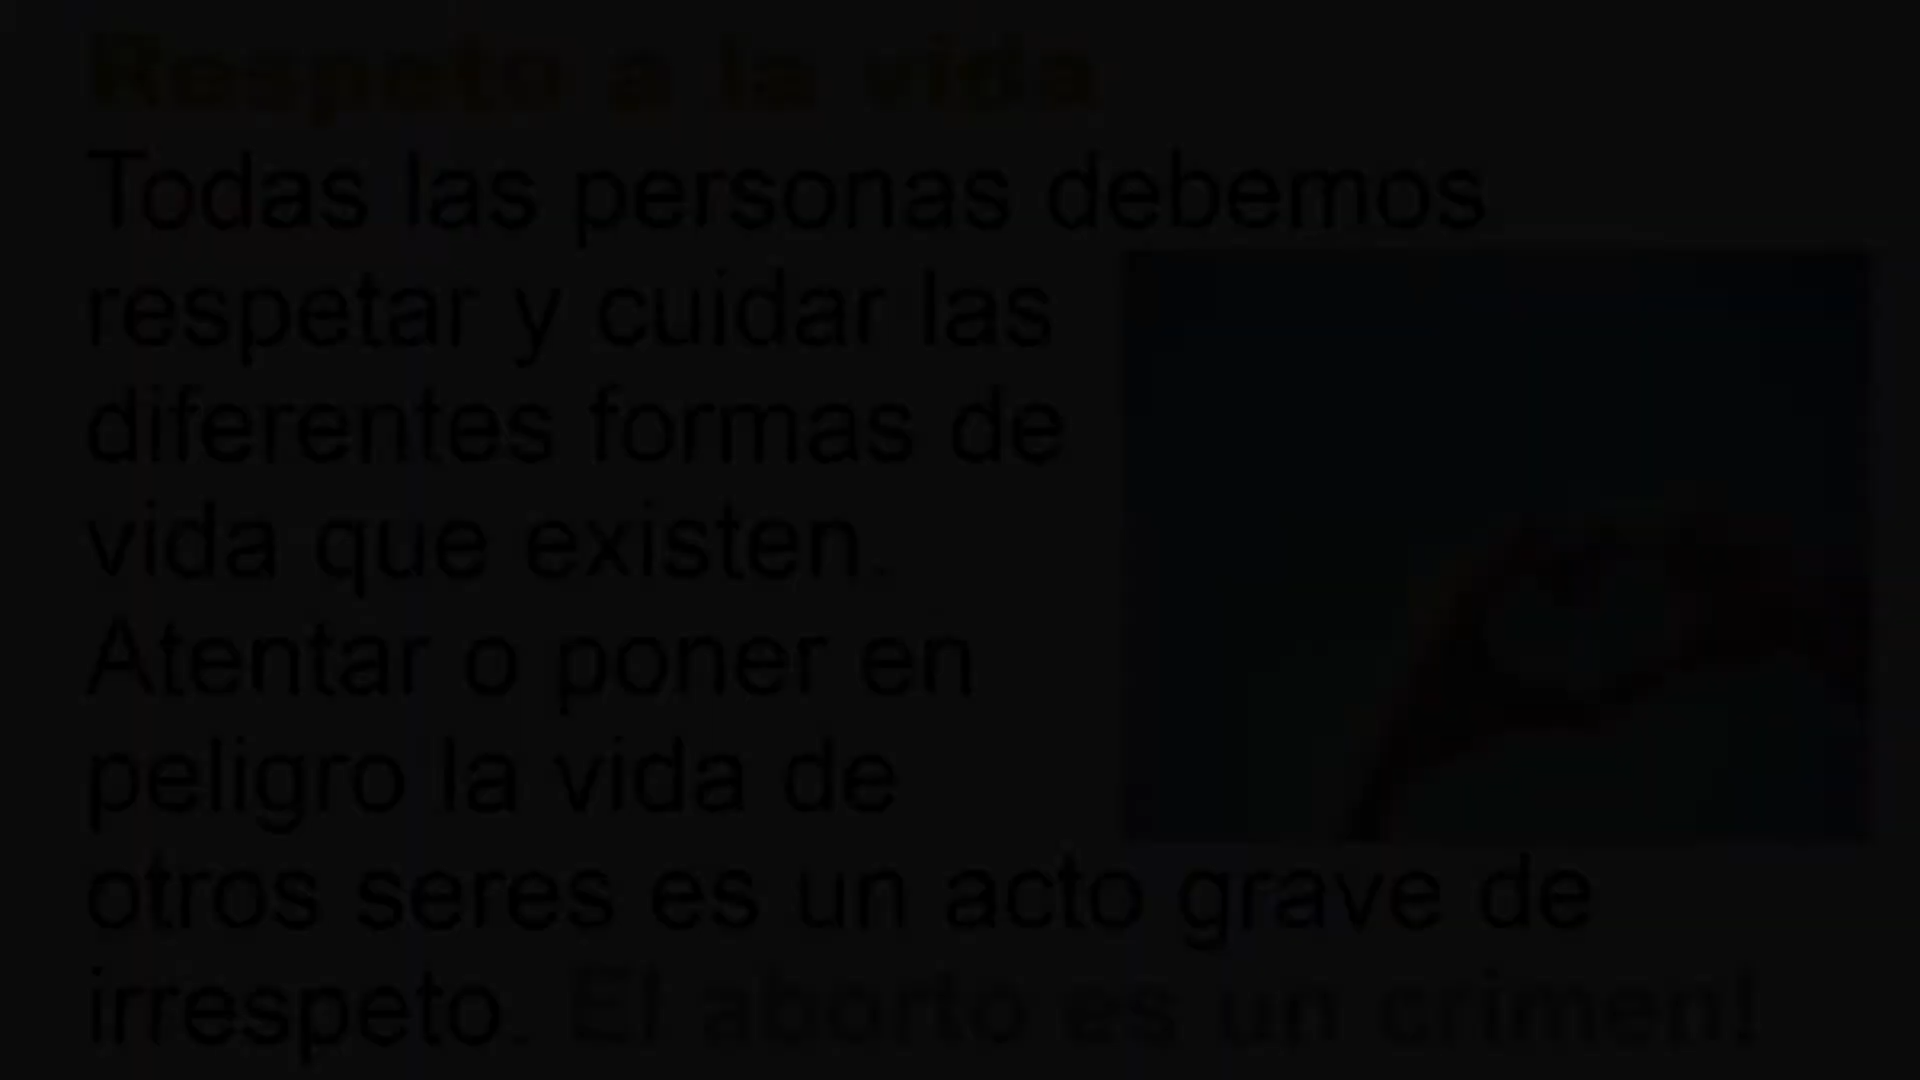 Respeto a la vida
Todas las personas debemos
respetar y cuidar las
diferentes formas de
vida que existen.
Atentar o poner en
peligro la vida de
otros seres es un acto grave de
irrespeto. El aborto es un crimen!